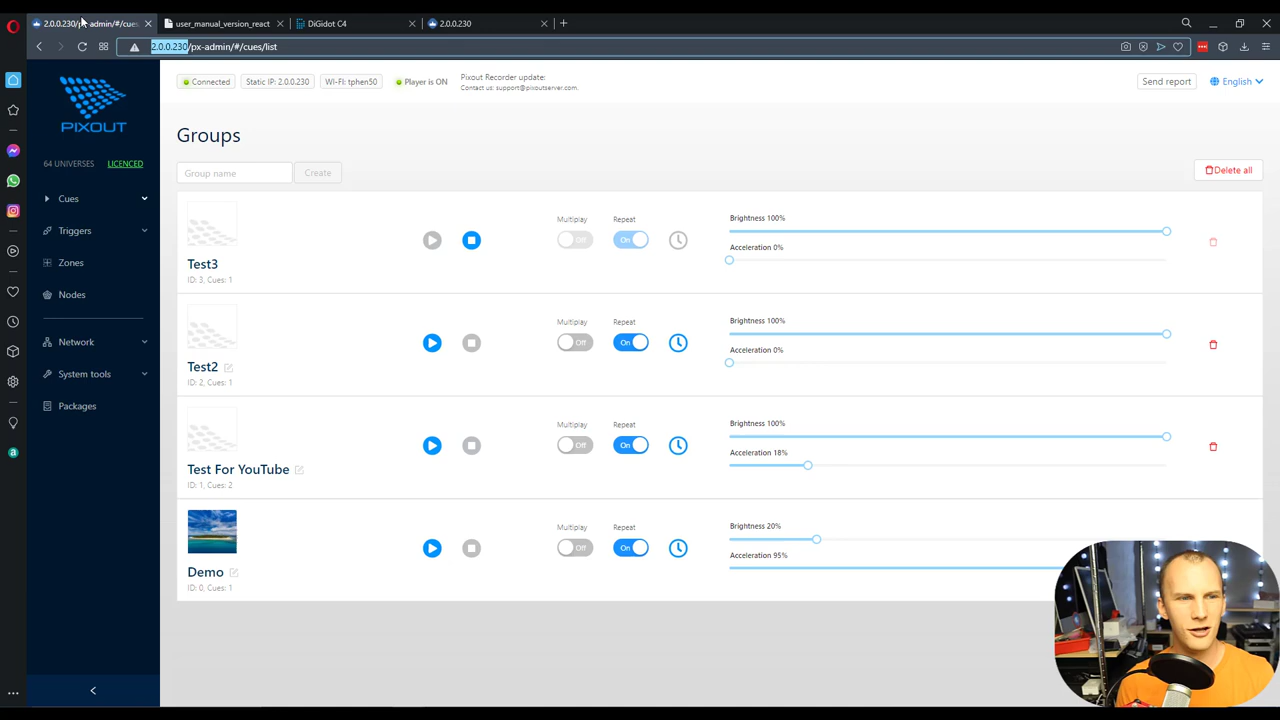 2.0.0.230/px-admin/#/cues
user_manual_version_react
DiGidot C4
2.0.0.230
2.0.0.230/px-admin/#/cues/list
PIXOUT
64 UNIVERSES LICENCED
Cues
Triggers
Zones
Nodes
Network
System tools
Packages
Connected
Static IP: 2.0.0.230
WI-FI: tphen50
Player is ON
Pixout Recorder update:
Contact us: support@pixoutserver.com.
Send report
English
Groups
Group name
Create
Delete all
Test3
ID: 3, Cues: 1
Multiplay
Off
Repeat
On
Brightness 100%
Acceleration 0%
Test2
ID: 2, Cues: 1
Multiplay
Off
Repeat
On
Brightness 100%
Acceleration 0%
Test For YouTube
ID: 1, Cues: 2
Multiplay
Off
Repeat
On
Brightness 100%
Acceleration 18%
Demo
ID: 0, Cues: 1
Multiplay
Off
Repeat
On
Brightness 20%
Acceleration 95%